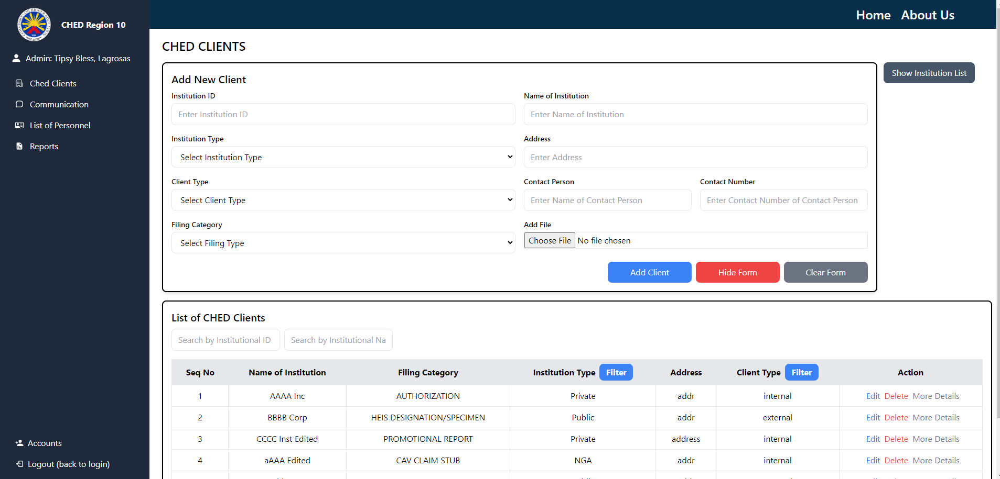 CHED Region 10
Admin: Tipsy Bless, Lagrosas
Ched Clients
Communication
List of Personnel
Reports
Accounts
Logout (back to login)
Home About Us
CHED CLIENTS
Show Institution List
Add New Client
Institution ID Name of Institution
Enter Institution ID Enter Name of Institution
Institution Type Address
Select Institution Type Enter Address
Client Type Contact Person Contact Number
Select Client Type Enter Name of Contact Person Enter Contact Number of Contact Person
Filing Category Add File
Select Filing Type Choose File No file chosen
Add Client Hide Form Clear Form
List of CHED Clients
Search by Institutional ID Search by Institutional Na
Seq No Name of Institution Filing Category Institution Type Filter Address Client Type Filter Action
1 AAAA Inc AUTHORIZATION Private addr internal Edit Delete More Details
2 BBBB Corp HEIS DESIGNATION/SPECIMEN Public addr external Edit Delete More Details
3 CCCC Inst Edited PROMOTIONAL REPORT Private address internal Edit Delete More Details
4 aAAA Edited CAV CLAIM STUB NGA addr internal Edit Delete More Details